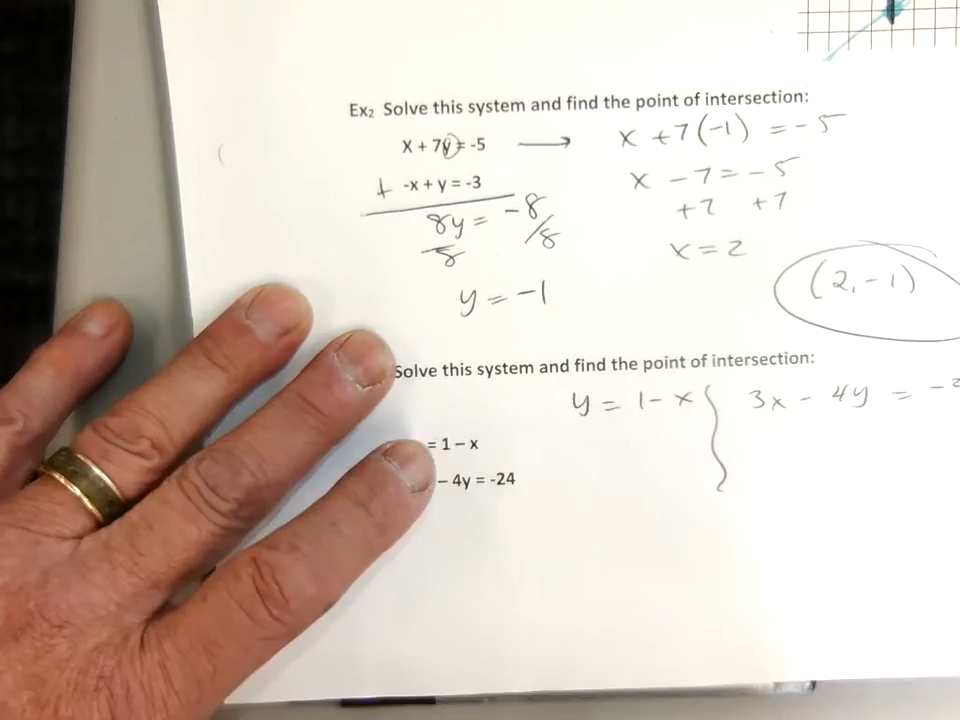 Ex2 Solve this system and find the point of intersection:
X + 7y = -5 → x + 7(-1) = -5
+ -x + y = -3
x - 7 = -5
8y = -8
8 /8
+7 +7
x = 2
y = -1
(2, -1)
Solve this system and find the point of intersection:
y = 1 - x 3x - 4y = -2
= 1 – x
– 4y = -24